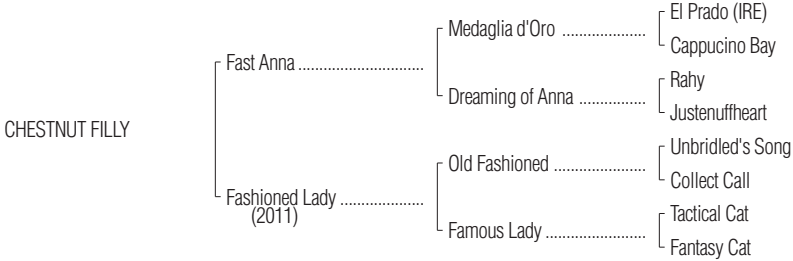 El Prado (IRE)
Medaglia d'Oro ......................
Cappucino Bay
Fast Anna ..............................
Rahy
Dreaming of Anna .................
Justenuffheart
CHESTNUT FILLY
Unbridled's Song
Old Fashioned ........................
Collect Call
Fashioned Lady .....................
(2011)
Tactical Cat
Famous Lady ..........................
Fantasy Cat